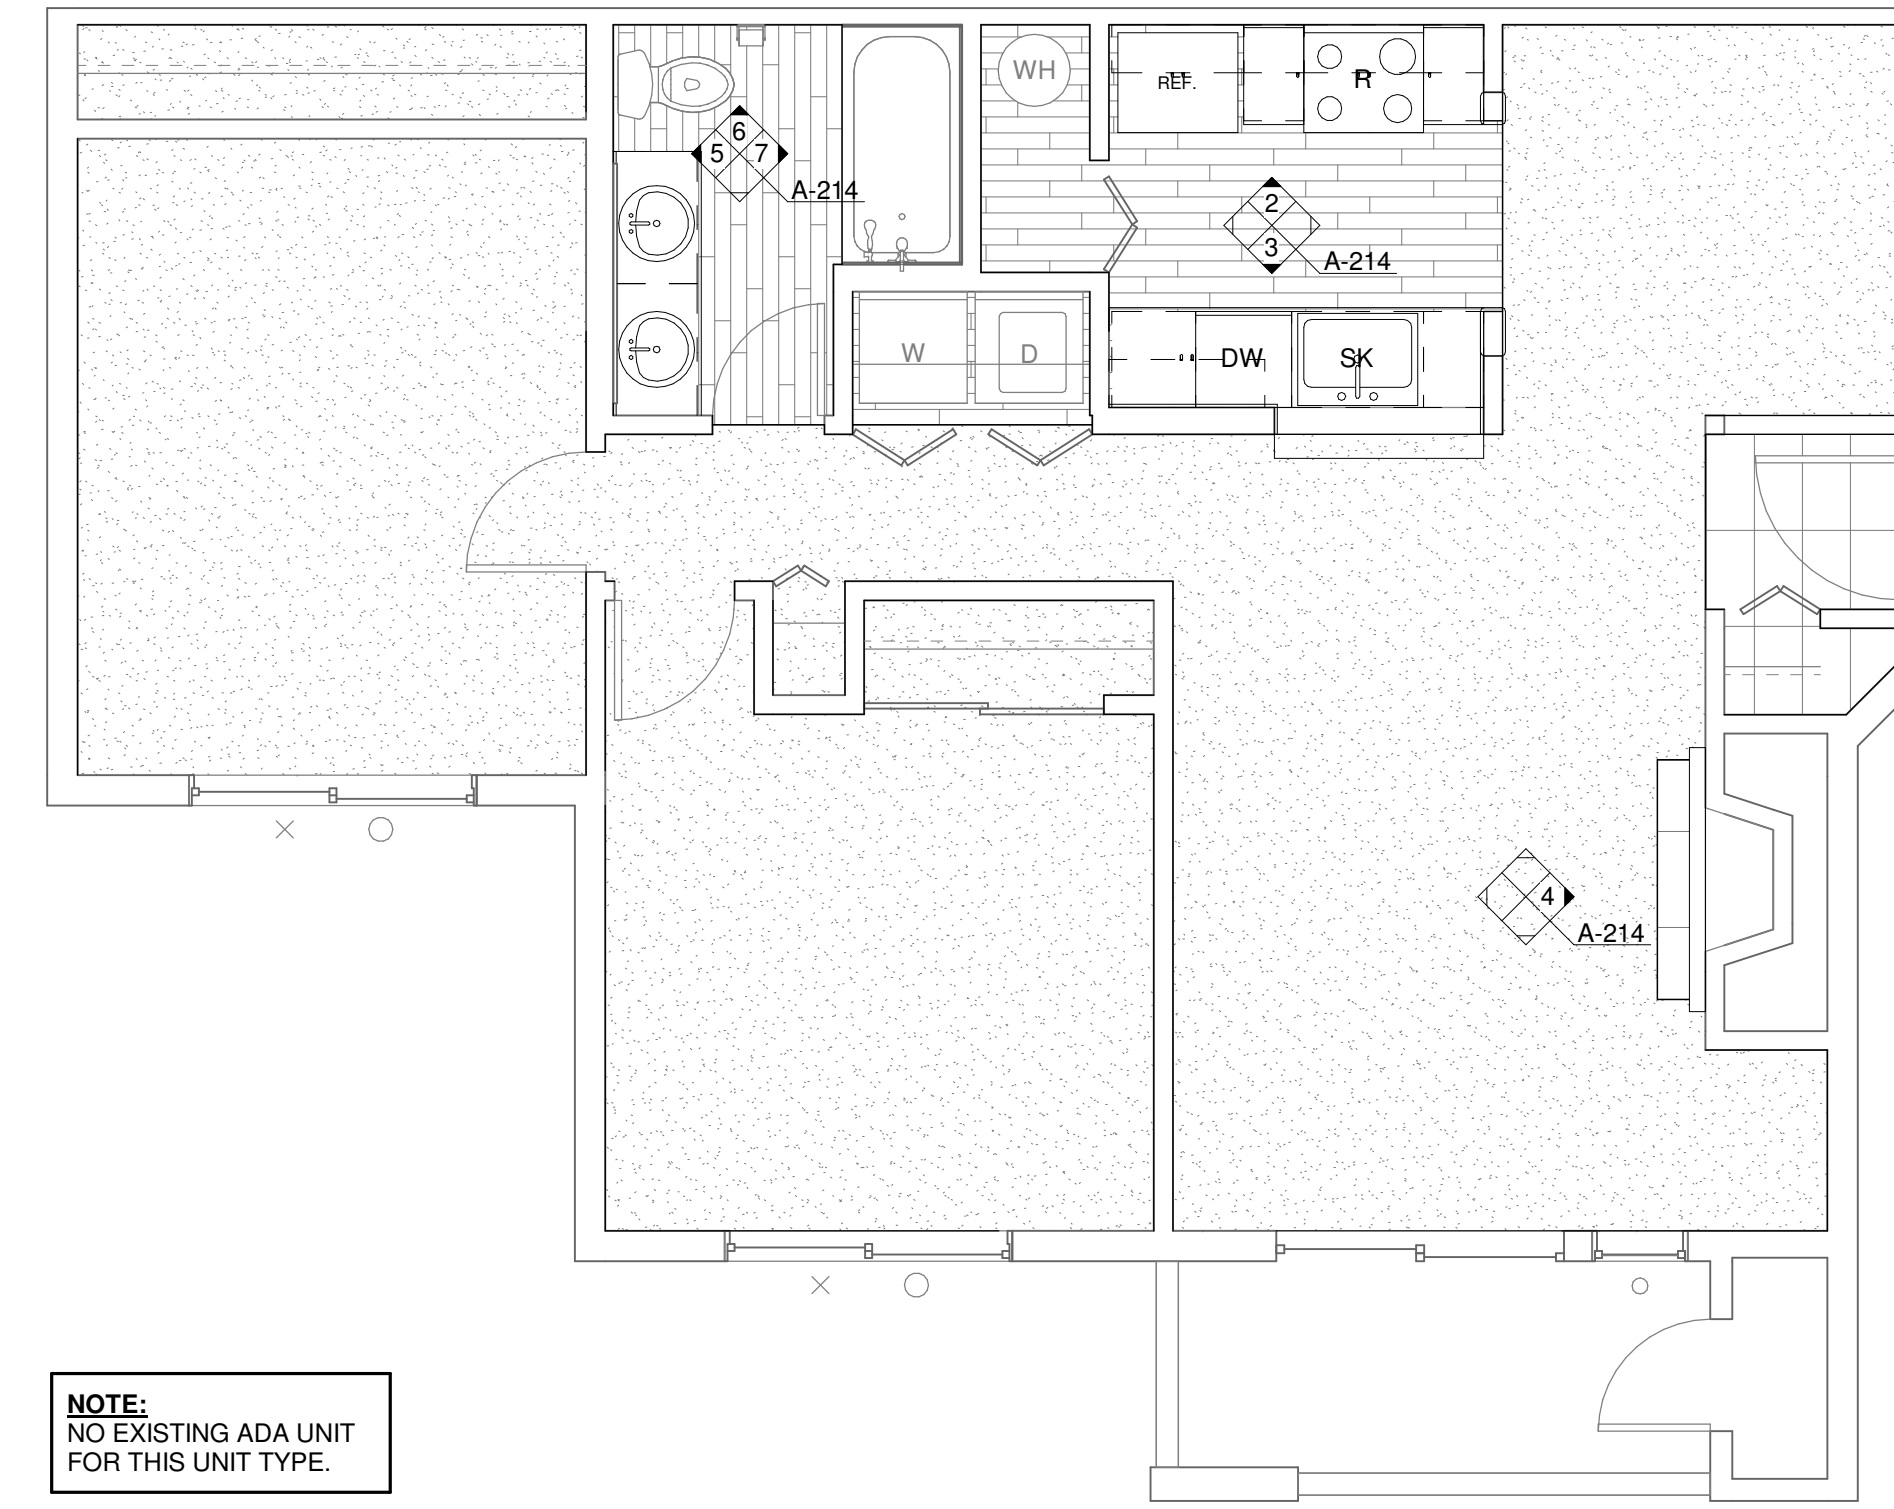 WH
REF.
R
6
5
7
A-214
2
3
A-214
W
D
DW
SK
4
A-214
NOTE:
NO EXISTING ADA UNIT
FOR THIS UNIT TYPE.